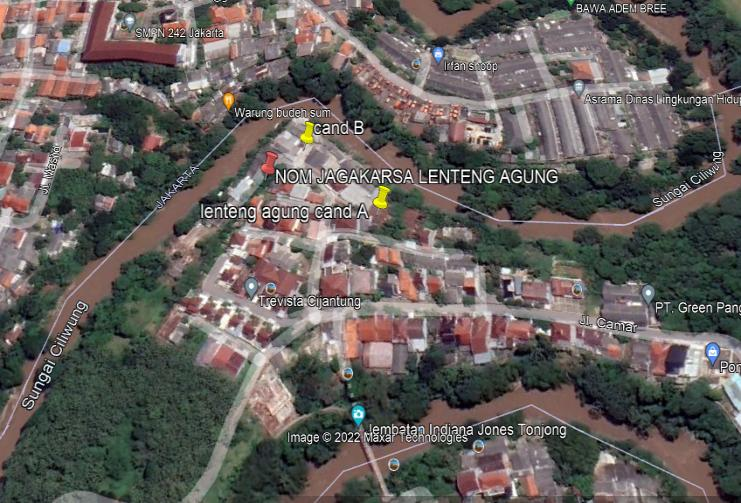 BAWA ADEM BREE
SMPN 242 Jakarta
Irfan shoop
Asrama Dinas Lingkungan Hidup
Warung budeh sum
cand B
Jl. Masjid
JAKARTA
NOM JAGAKARSA LENTENG AGUNG
Sungai Ciliwung
lenteng agung cand A
Trevista Cijantung
PT. Green Pang
Jl. Camar
Sungai Ciliwung
Pon
Jembatan Indiana Jones Tonjong
Image © 2022 Maxar Technologies